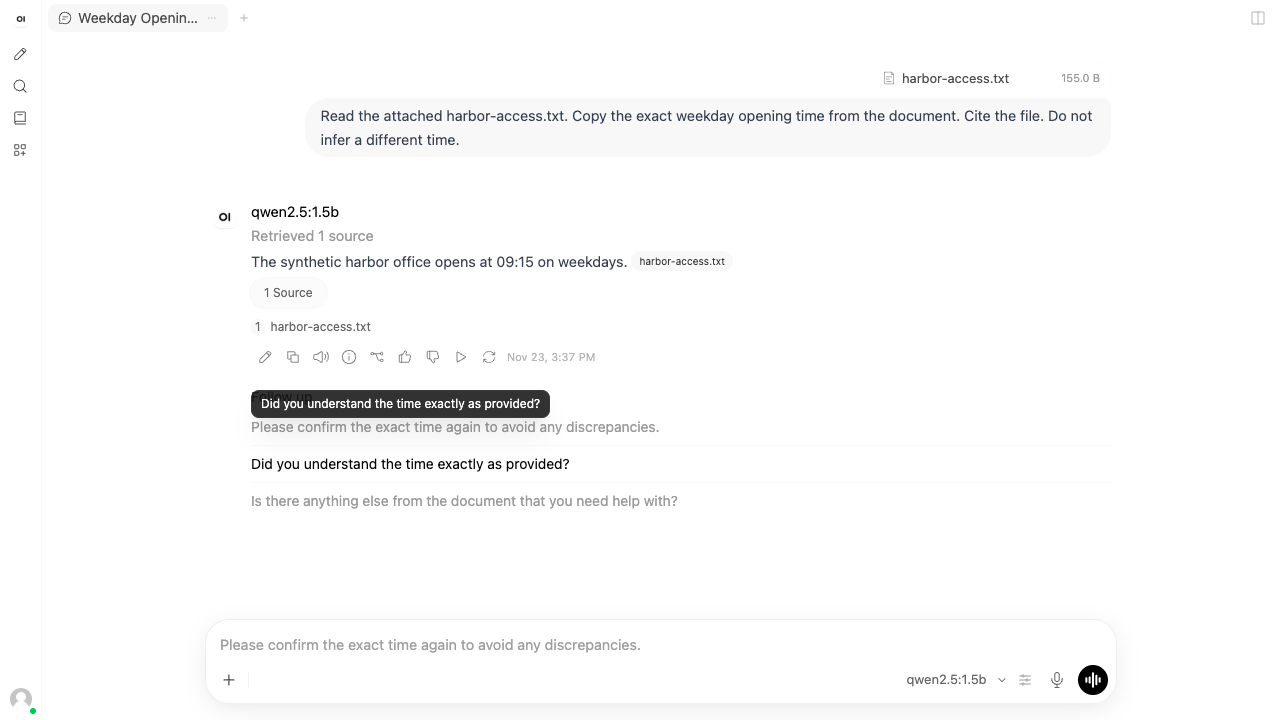 OI
Weekday Openin...
harbor-access.txt 155.0 B
Read the attached harbor-access.txt. Copy the exact weekday opening time from the document. Cite the file. Do not
infer a different time.
OI
qwen2.5:1.5b
Retrieved 1 source
The synthetic harbor office opens at 09:15 on weekdays. harbor-access.txt
1 Source
1 harbor-access.txt
Nov 23, 3:37 PM
Follow up
Did you understand the time exactly as provided?
Please confirm the exact time again to avoid any discrepancies.
Did you understand the time exactly as provided?
Is there anything else from the document that you need help with?
Please confirm the exact time again to avoid any discrepancies.
qwen2.5:1.5b